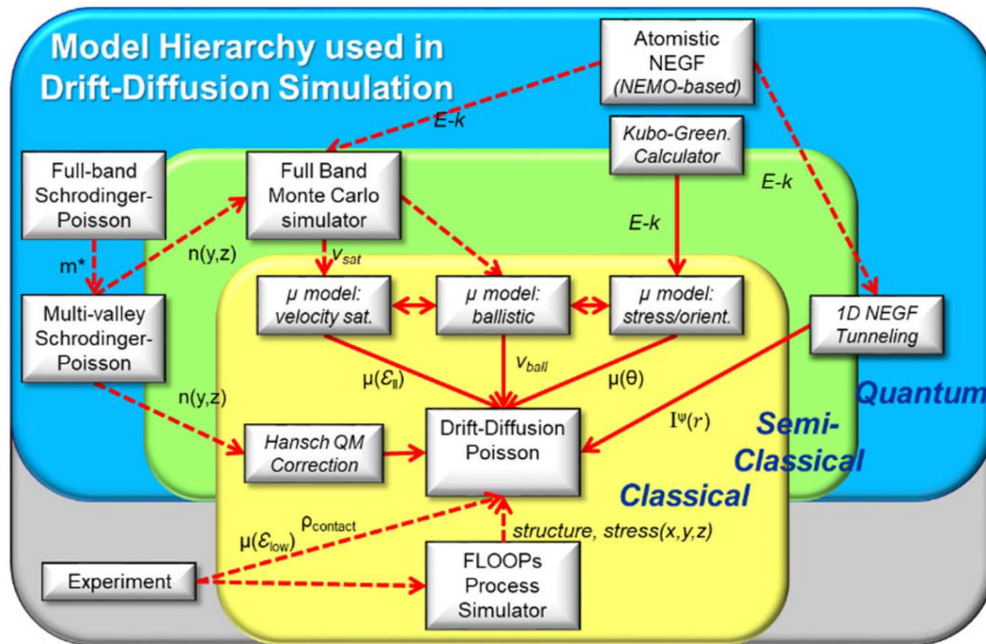 Model Hierarchy used in
Drift-Diffusion Simulation
Atomistic
NEGF
(NEMO-based)
E-k
Kubo-Green.
Calculator
Full-band
Schrodinger-
Poisson
Full Band
Monte Carlo
simulator
E-k
E-k
m*
n(y,z)
v_sat
μ model:
velocity sat.
μ model:
ballistic
μ model:
stress/orient.
Multi-valley
Schrodinger-
Poisson
1D NEGF
Tunneling
μ(Ɛ_II)
v_ball
μ(θ)
n(y,z)
I^ψ(r)
Quantum
Hansch QM
Correction
Drift-Diffusion
Poisson
Semi-
Classical
Classical
ρ_contact
μ(Ɛ_low)
structure, stress(x,y,z)
Experiment
FLOOPs
Process
Simulator